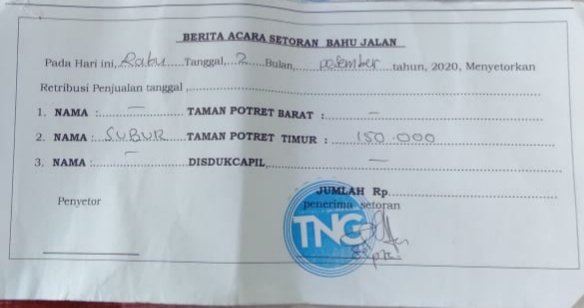 BERITA ACARA SETORAN BAHU JALAN
Pada Hari ini, Rabu Tanggal, 2 Bulan, Desember tahun, 2020, Menyetorkan
Retribusi Penjualan tanggal ,
1. NAMA : — TAMAN POTRET BARAT : —
2. NAMA : SUBUR TAMAN POTRET TIMUR : 150.000
3. NAMA : — DISDUKCAPIL, —
JUMLAH Rp.
Penyetor penerima setoran
TNG